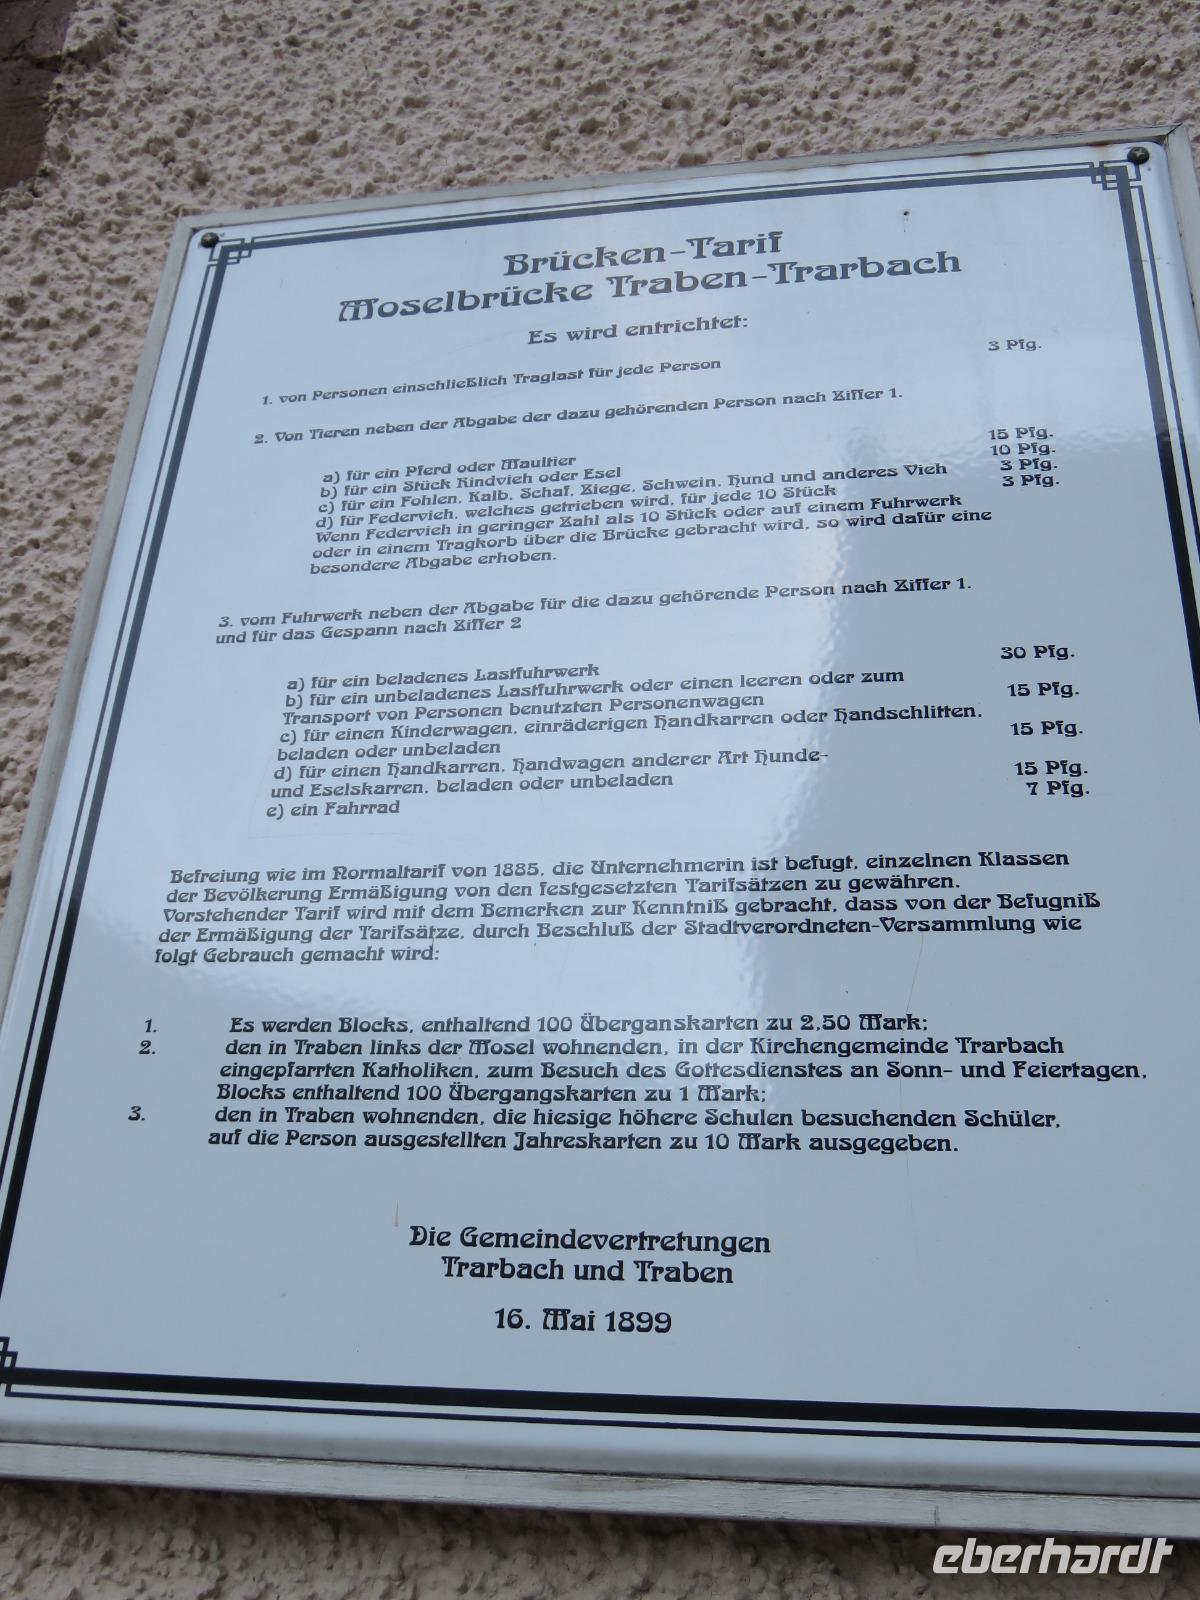 Brücken-Tarif
Moselbrücke Traben-Trarbach
Es wird entrichtet:
1. von Personen einschließlich Traglast für jede Person 3 Pfg.
2. Von Tieren neben der Abgabe der dazu gehörenden Person nach Ziffer 1.
a) für ein Pferd oder Maultier 15 Pfg.
b) für ein Stück Rindvieh oder Esel 10 Pfg.
c) für ein Fohlen, Kalb, Schaf, Ziege, Schwein, Hund und anderes Vieh 3 Pfg.
d) für Federvieh, welches getrieben wird, für jede 10 Stück 3 Pfg.
Wenn Federvieh in geringer Zahl als 10 Stück oder auf einem Fuhrwerk
oder in einem Tragkorb über die Brücke gebracht wird, so wird dafür eine
besondere Abgabe erhoben.
3. vom Fuhrwerk neben der Abgabe für die dazu gehörende Person nach Ziffer 1.
und für das Gespann nach Ziffer 2
a) für ein beladenes Lastfuhrwerk 30 Pfg.
b) für ein unbeladenes Lastfuhrwerk oder einen leeren oder zum
Transport von Personen benutzten Personenwagen 15 Pfg.
c) für einen Kinderwagen, einräderigen Handkarren oder Handschlitten,
beladen oder unbeladen 15 Pfg.
d) für einen Handkarren, Handwagen anderer Art Hunde-
und Eselskarren, beladen oder unbeladen 15 Pfg.
e) ein Fahrrad 7 Pfg.
Befreiung wie im Normaltarif von 1885, die Unternehmerin ist befugt, einzelnen Klassen
der Bevölkerung Ermäßigung von den festgesetzten Tarifsätzen zu gewähren.
Vorstehender Tarif wird mit dem Bemerken zur Kenntniß gebracht, dass von der Befugniß
der Ermäßigung der Tarifsätze, durch Beschluß der Stadtverordneten-Versammlung wie
folgt Gebrauch gemacht wird:
1. Es werden Blocks, enthaltend 100 Überganskarten zu 2,50 Mark;
2. den in Traben links der Mosel wohnenden, in der Kirchengemeinde Trarbach
eingepfarrten Katholiken, zum Besuch des Gottesdienstes an Sonn- und Feiertagen,
Blocks enthaltend 100 Übergangskarten zu 1 Mark;
3. den in Traben wohnenden, die hiesige höhere Schulen besuchenden Schüler,
auf die Person ausgestellten Jahreskarten zu 10 Mark ausgegeben.
Die Gemeindevertretungen
Trarbach und Traben
16. Mai 1899
eberhardt